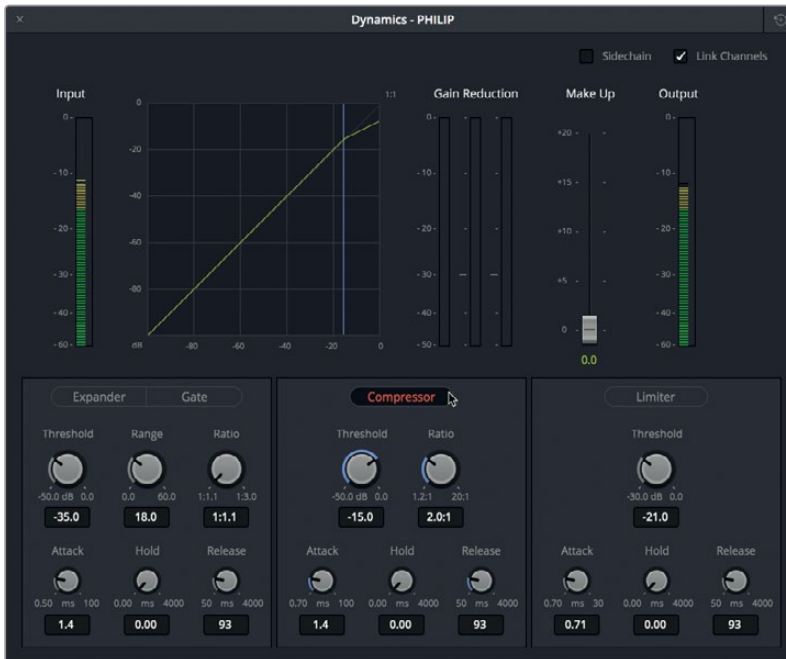 × Dynamics - PHILIP
Sidechain Link Channels
Input 1:1 Gain Reduction Make Up Output
0 0 0 +20 0
-10 -20 -10 +15 -10
-20 -40 -20 +10 -20
-30 -60 -30 +5 -30
-40 -80 -40 0 -40
-60 dB -80 -60 -40 -20 0 -50 0.0 -60
Expander Gate Compressor Limiter
Threshold Range Ratio Threshold Ratio Threshold
-50.0 dB 0.0 0.0 60.0 1:1.1 1:3.0 -50.0 dB 0.0 1.2:1 20:1 -30.0 dB 0.0
-35.0 18.0 1:1.1 -15.0 2.0:1 -21.0
Attack Hold Release Attack Hold Release Attack Hold Release
0.50 ms 100 0.00 ms 4000 50 ms 4000 0.70 ms 100 0.00 ms 4000 50 ms 4000 0.70 ms 30 0.00 ms 4000 50 ms 4000
1.4 0.00 93 1.4 0.00 93 0.71 0.00 93